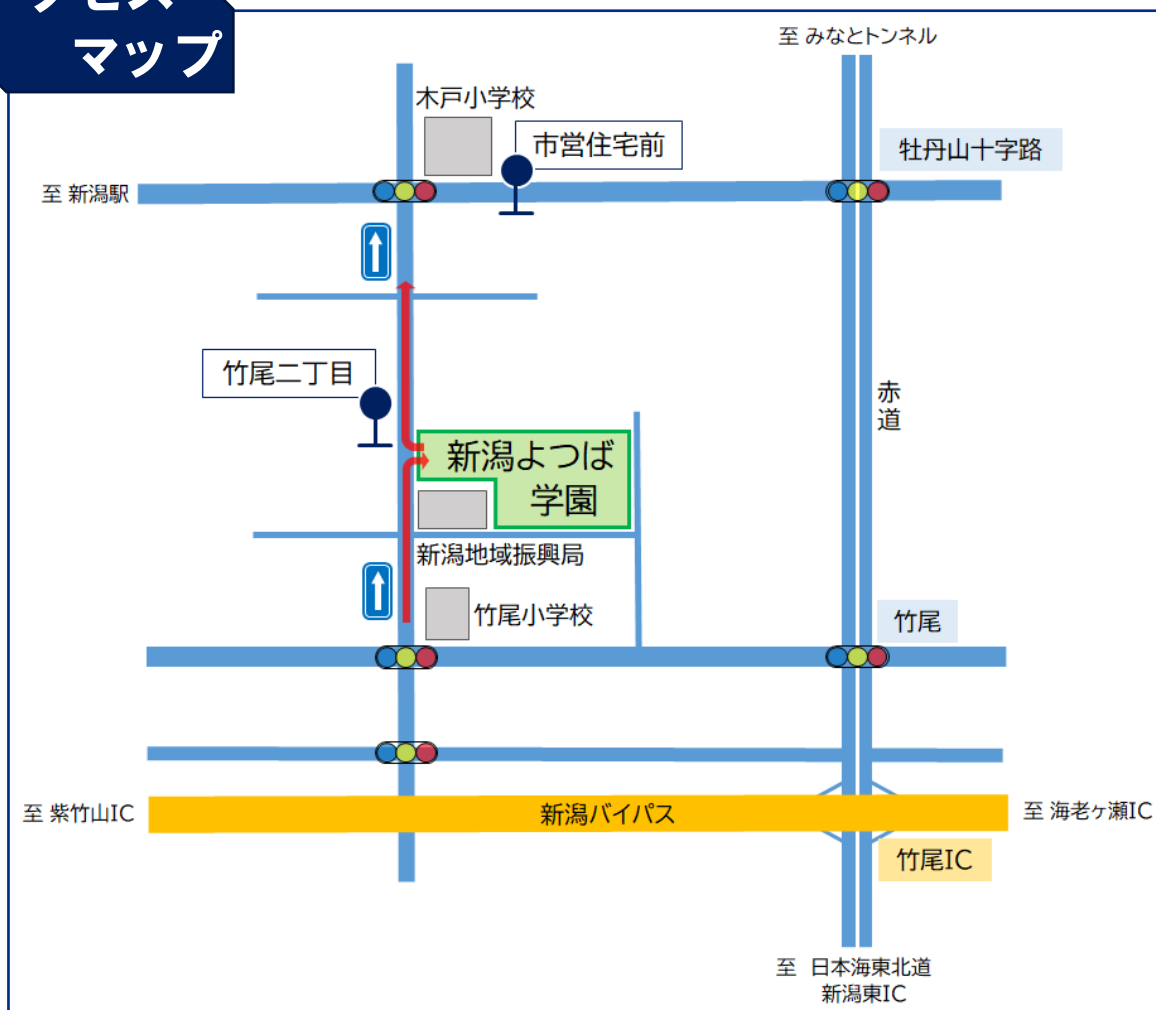 マップ
至 みなとトンネル
木戸小学校
市営住宅前
牡丹山十字路
至 新潟駅
竹尾二丁目
赤道
新潟よつば
学園
新潟地域振興局
竹尾小学校
竹尾
至 紫竹山IC
新潟バイパス
至 海老ヶ瀬IC
竹尾IC
至 日本海東北道
新潟東IC